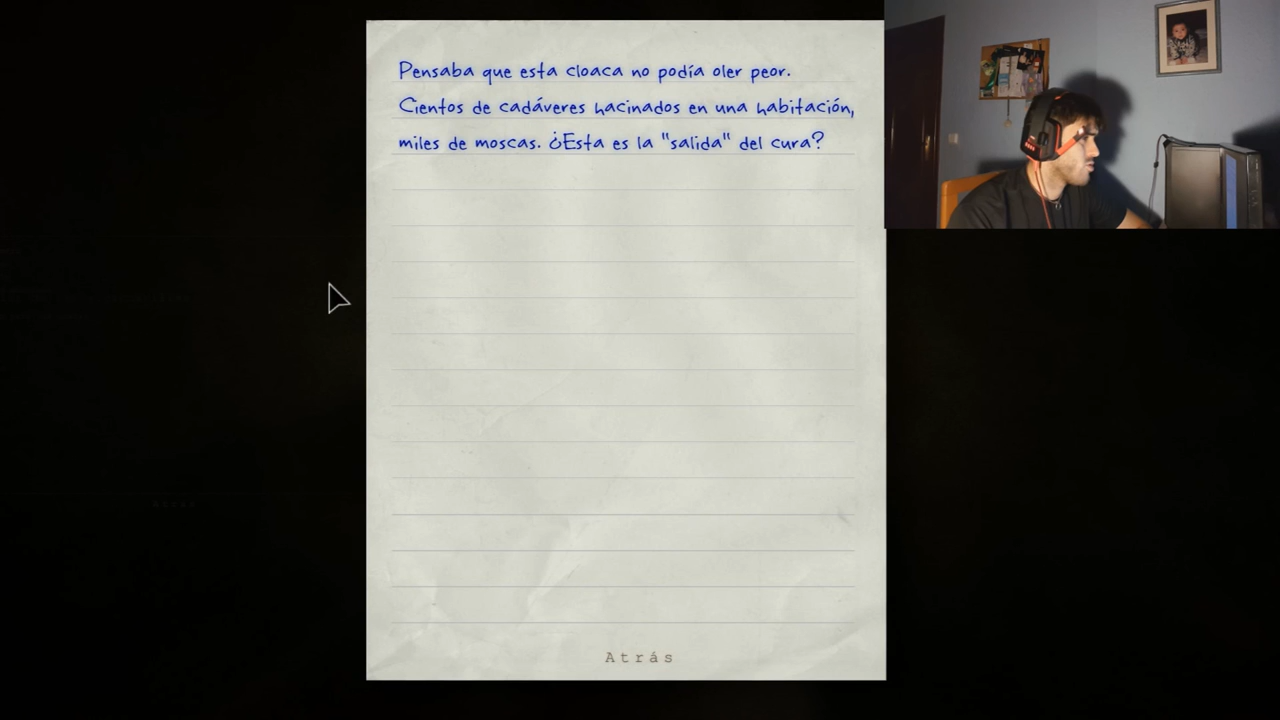 Pensaba que esta cloaca no podía oler peor.
Cientos de cadáveres hacinados en una habitación,
miles de moscas. ¿Esta es la "salida" del cura?
Atrás